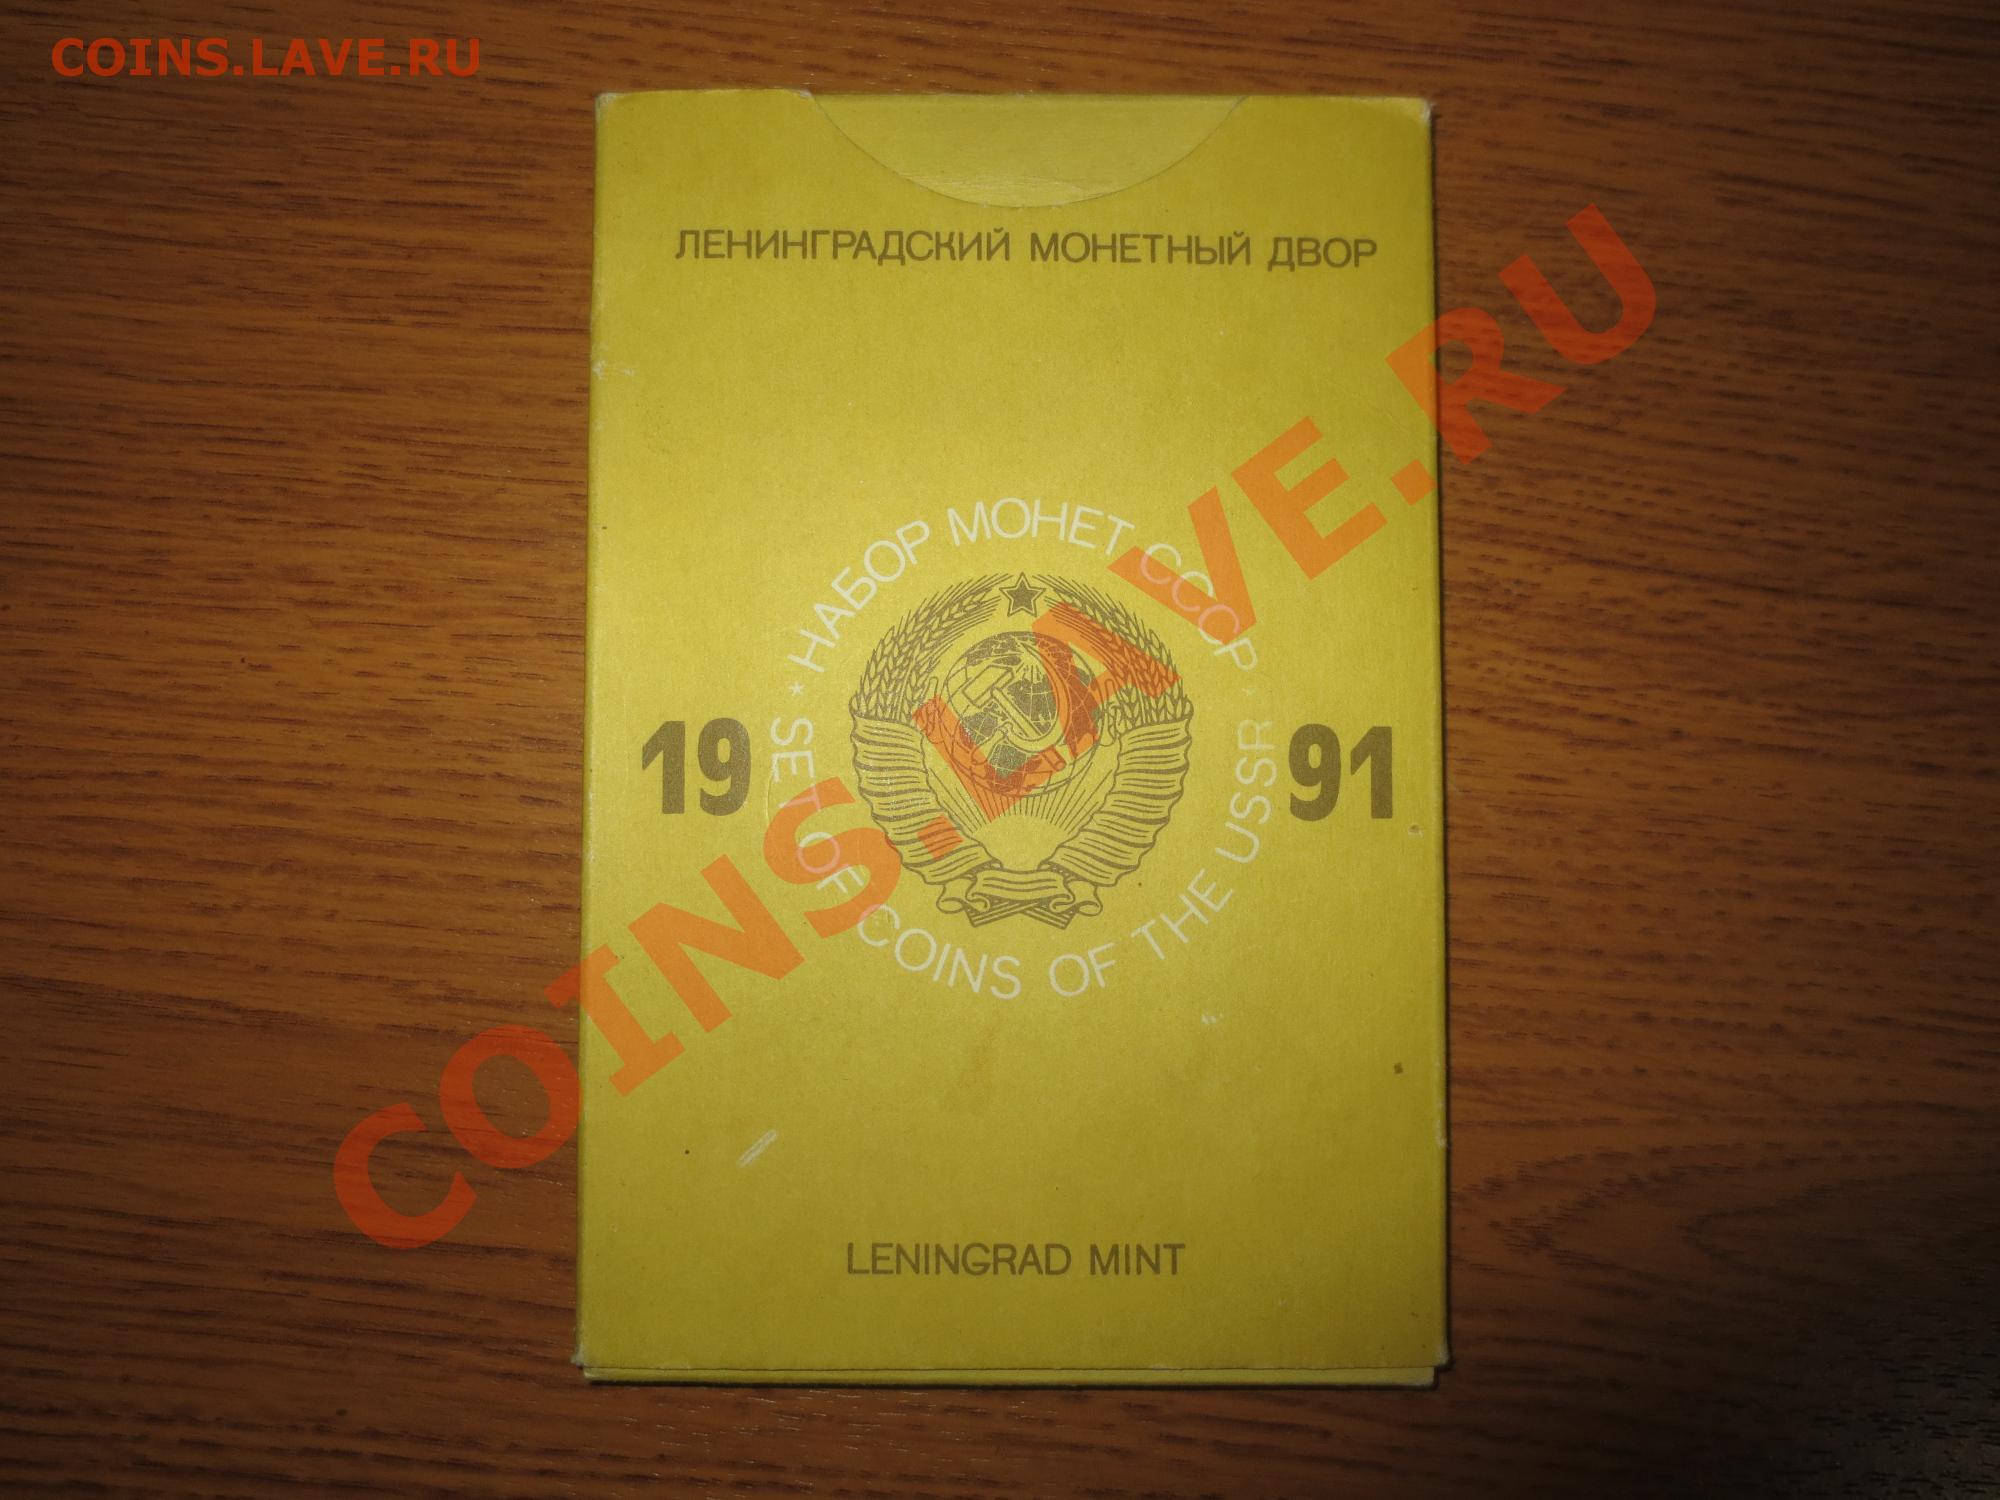 COINS.LAVE.RU
ЛЕНИНГРАДСКИЙ МОНЕТНЫЙ ДВОР
* НАБОР МОНЕТ СССР *
19 91
SET OF COINS OF THE USSR
LENINGRAD MINT
COINS.LAVE.RU